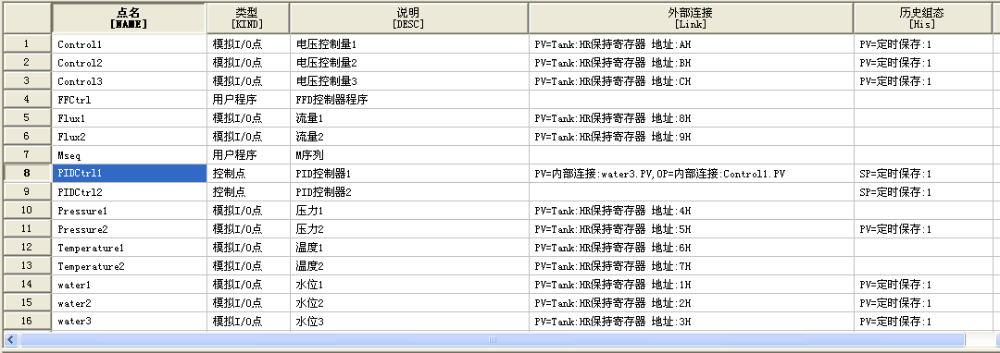 点名 类型 说明 外部连接 历史组态
[NAME] [KIND] [DESC] [Link] [His]
1 Control1 模拟I/O点 电压控制量1 PV=Tank:HR保持寄存器 地址:AH PV=定时保存:1
2 Control2 模拟I/O点 电压控制量2 PV=Tank:HR保持寄存器 地址:BH PV=定时保存:1
3 Control3 模拟I/O点 电压控制量3 PV=Tank:HR保持寄存器 地址:CH PV=定时保存:1
4 FFCtrl 用户程序 FFD控制器程序
5 Flux1 模拟I/O点 流量1 PV=Tank:HR保持寄存器 地址:8H
6 Flux2 模拟I/O点 流量2 PV=Tank:HR保持寄存器 地址:9H
7 Mseq 用户程序 M序列
8 PIDCtrl1 控制点 PID控制器1 PV=内部连接:water3.PV,OP=内部连接:Control1.PV SP=定时保存:1
9 PIDCtrl2 控制点 PID控制器2 SP=定时保存:1
10 Pressure1 模拟I/O点 压力1 PV=Tank:HR保持寄存器 地址:4H
11 Pressure2 模拟I/O点 压力2 PV=Tank:HR保持寄存器 地址:5H PV=定时保存:1
12 Temperature1 模拟I/O点 温度1 PV=Tank:HR保持寄存器 地址:6H
13 Temperature2 模拟I/O点 温度2 PV=Tank:HR保持寄存器 地址:7H
14 water1 模拟I/O点 水位1 PV=Tank:HR保持寄存器 地址:1H PV=定时保存:1
15 water2 模拟I/O点 水位2 PV=Tank:HR保持寄存器 地址:2H PV=定时保存:1
16 water3 模拟I/O点 水位3 PV=Tank:HR保持寄存器 地址:3H PV=定时保存:1